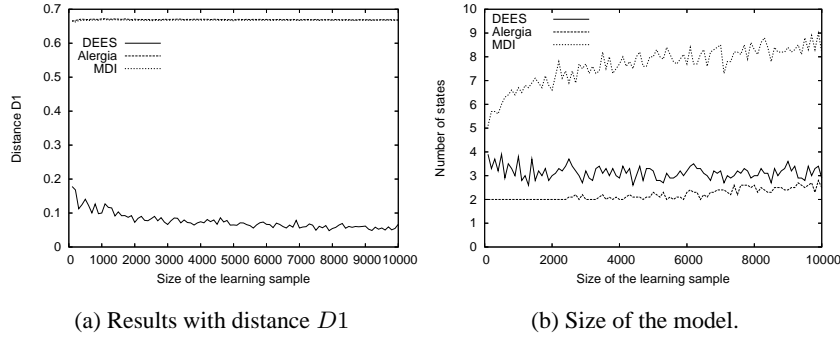 0.7
0.6
0.5
0.4
0.3
0.2
0.1
0
Distance D1
DEES
Alergia
MDI
0 1000 2000 3000 4000 5000 6000 7000 8000 9000 10000
Size of the learning sample
(a) Results with distance D1
10
9
8
7
6
5
4
3
2
1
0
Number of states
DEES
Alergia
MDI
0 2000 4000 6000 8000 10000
Size of the learning sample
(b) Size of the model.